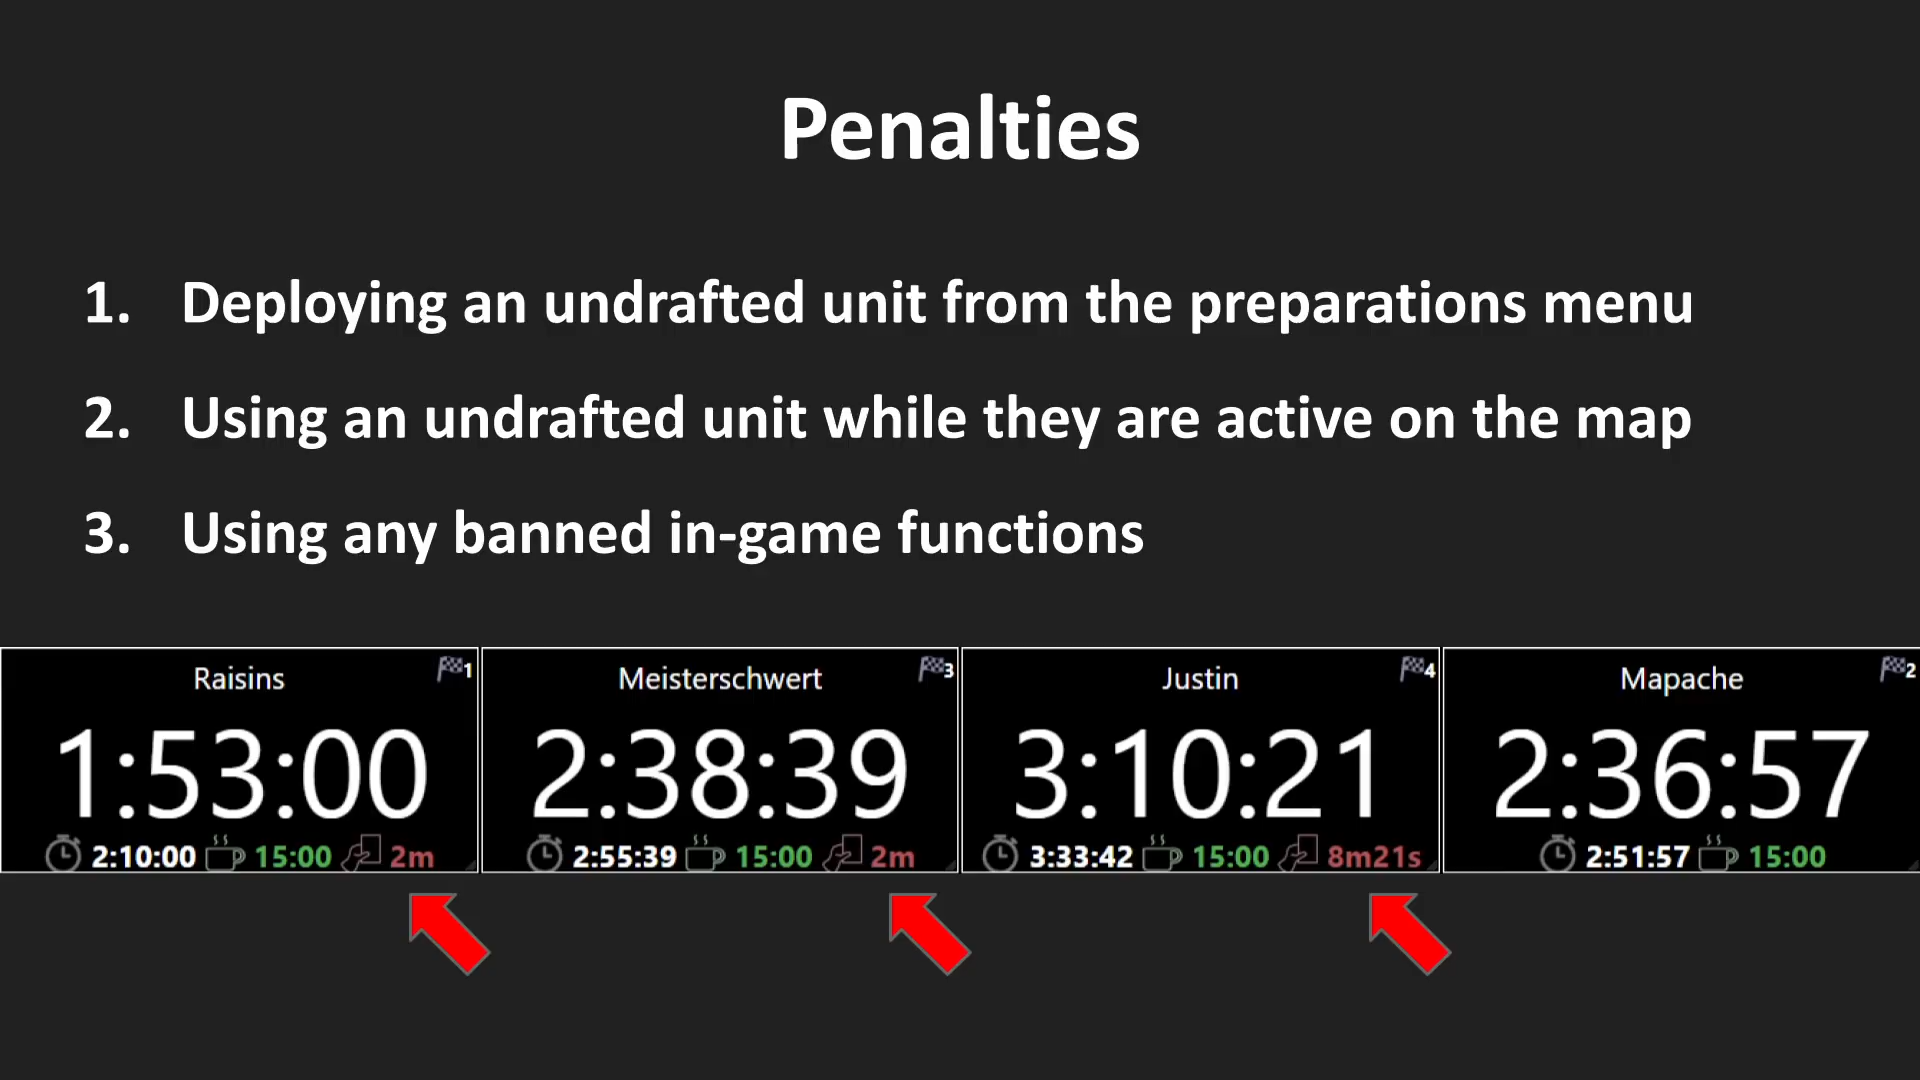 Penalties
1. Deploying an undrafted unit from the preparations menu
2. Using an undrafted unit while they are active on the map
3. Using any banned in-game functions
Raisins 1
1:53:00
2:10:00 15:00 2m
Meisterschwert 3
2:38:39
2:55:39 15:00 2m
Justin 4
3:10:21
3:33:42 15:00 8m21s
Mapache 2
2:36:57
2:51:57 15:00